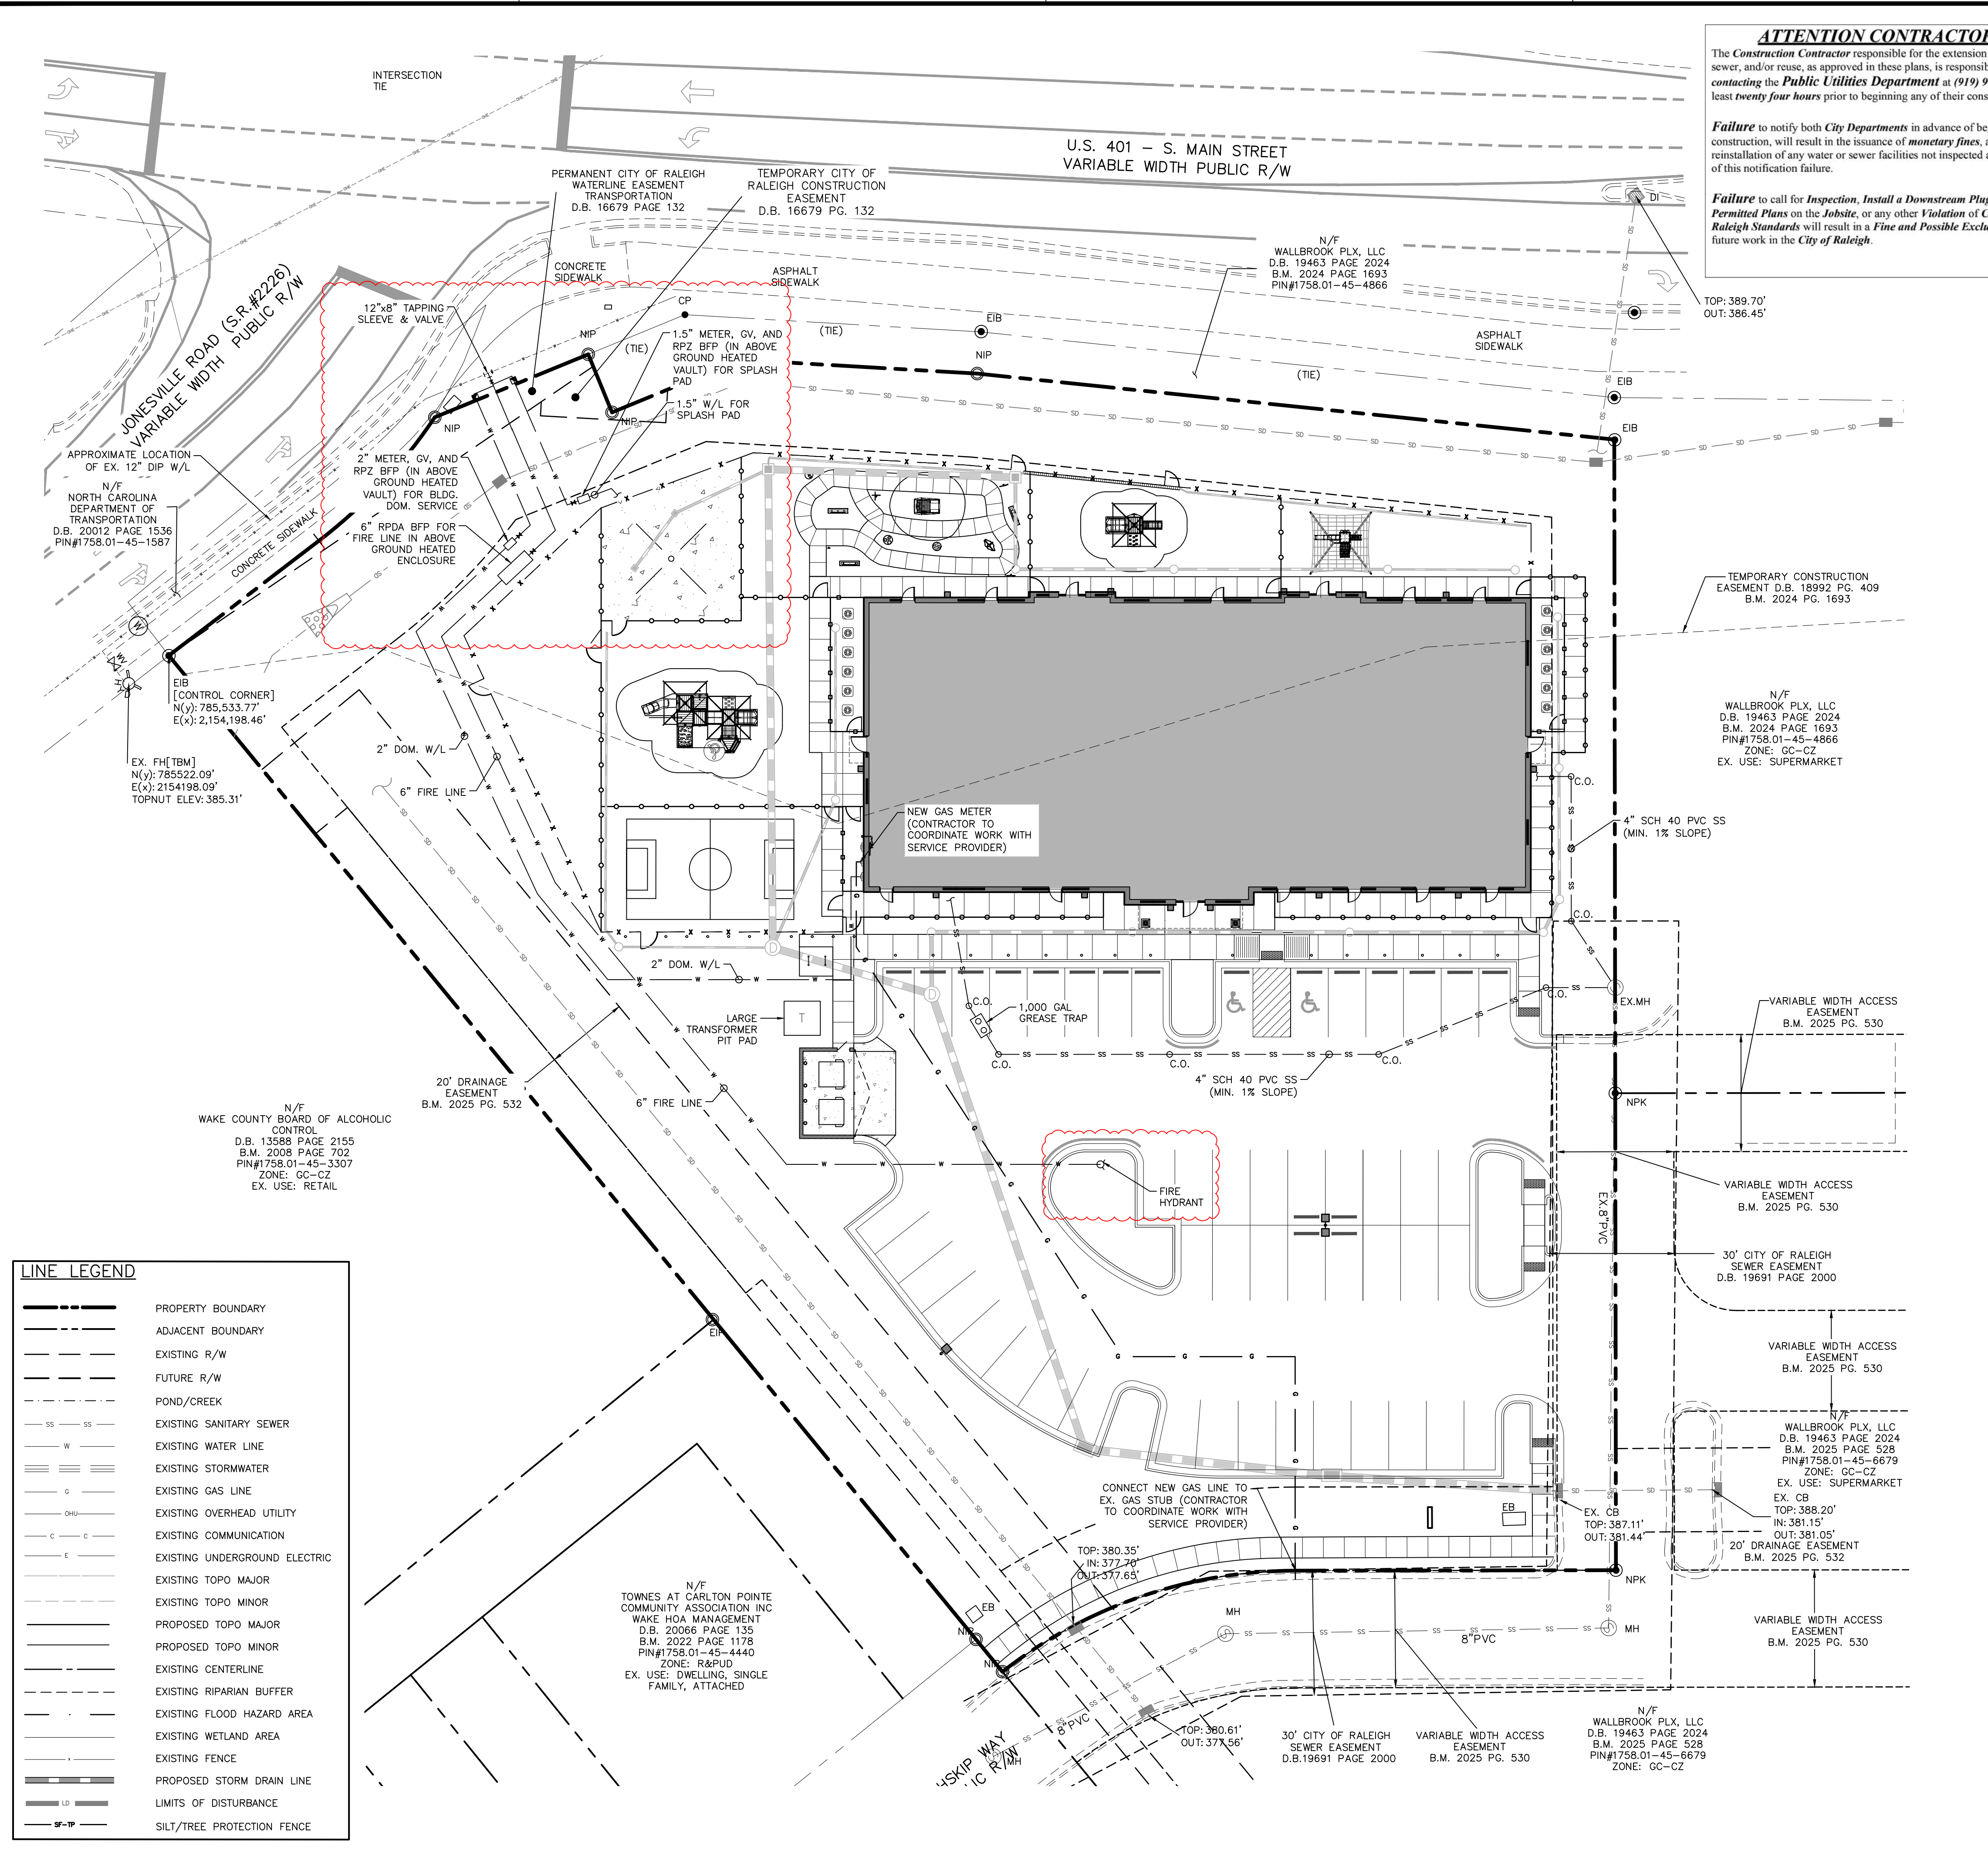 ATTENTION CONTRACTOR
The Construction Contractor responsible for the extension
sewer, and/or reuse, as approved in these plans, is
contacting the Public Utilities Department at (919) 9
least twenty four hours prior to beginning any of their
Failure to notify both City Departments in advance of
construction, will result in the issuance of monetary fines,
reinstallation of any water or sewer facilities not inspected
of this notification failure.
Failure to call for Inspection, Install a Downstream Plug
Permitted Plans on the Jobsite, or any other Violation of
Raleigh Standards will result in a Fine and Possible
future work in the City of Raleigh.
INTERSECTION
TIE
U.S. 401 – S. MAIN STREET
VARIABLE WIDTH PUBLIC R/W
PERMANENT CITY OF RALEIGH
WATERLINE EASEMENT
TRANSPORTATION
D.B. 16679 PAGE 132
TEMPORARY CITY OF
RALEIGH CONSTRUCTION
EASEMENT
D.B. 16679 PG. 132
DI
N/F
WALLBROOK PLX, LLC
D.B. 19463 PAGE 2024
B.M. 2024 PAGE 1693
PIN#1758.01-45-4866
CONCRETE
SIDEWALK
ASPHALT
SIDEWALK
TOP: 389.70'
OUT: 386.45'
JONESVILLE ROAD (S.R.#2226)
VARIABLE WIDTH PUBLIC R/W
12"x8" TAPPING
SLEEVE & VALVE
CP
NIP
(TIE)
1.5" METER, GV, AND
RPZ BFP (IN ABOVE
GROUND HEATED
VAULT) FOR SPLASH
PAD
(TIE)
EIB
NIP
ASPHALT
SIDEWALK
(TIE)
EIB
EIB
1.5" W/L FOR
SPLASH PAD
NIP
NIP
APPROXIMATE LOCATION
OF EX. 12" DIP W/L
2" METER, GV, AND
RPZ BFP (IN ABOVE
GROUND HEATED
VAULT) FOR BLDG.
DOM. SERVICE
N/F
NORTH CAROLINA
DEPARTMENT OF
TRANSPORTATION
D.B. 20012 PAGE 1536
PIN#1758.01-45-1587
CONCRETE SIDEWALK
6" RPDA BFP FOR
FIRE LINE IN ABOVE
GROUND HEATED
ENCLOSURE
TEMPORARY CONSTRUCTION
EASEMENT D.B. 18992 PG. 409
B.M. 2024 PG. 1693
W
WV
HYD
EIB
[CONTROL CORNER]
N(y): 785,533.77'
E(x): 2,154,198.46'
N/F
WALLBROOK PLX, LLC
D.B. 19463 PAGE 2024
B.M. 2024 PAGE 1693
PIN#1758.01-45-4866
ZONE: GC-CZ
EX. USE: SUPERMARKET
EX. FH[TBM]
N(y): 785522.09'
E(x): 2154198.09'
TOPNUT ELEV: 385.31'
2" DOM. W/L
6" FIRE LINE
NEW GAS METER
(CONTRACTOR TO
COORDINATE WORK WITH
SERVICE PROVIDER)
C.O.
4" SCH 40 PVC SS
(MIN. 1% SLOPE)
C.O.
D
2" DOM. W/L
D
C.O.
1,000 GAL
GREASE TRAP
C.O.
EX.MH
LARGE
TRANSFORMER
PIT PAD
T
C.O.
C.O.
C.O.
4" SCH 40 PVC SS
(MIN. 1% SLOPE)
VARIABLE WIDTH ACCESS
EASEMENT
B.M. 2025 PG. 530
20' DRAINAGE
EASEMENT
B.M. 2025 PG. 532
6" FIRE LINE
NPK
N/F
WAKE COUNTY BOARD OF ALCOHOLIC
CONTROL
D.B. 13588 PAGE 2155
B.M. 2008 PAGE 702
PIN#1758.01-45-3307
ZONE: GC-CZ
EX. USE: RETAIL
FIRE
HYDRANT
EX.8"PVC
VARIABLE WIDTH ACCESS
EASEMENT
B.M. 2025 PG. 530
30' CITY OF RALEIGH
SEWER EASEMENT
D.B. 19691 PAGE 2000
EIP
VARIABLE WIDTH ACCESS
EASEMENT
B.M. 2025 PG. 530
N/F
WALLBROOK PLX, LLC
D.B. 19463 PAGE 2024
B.M. 2025 PAGE 528
PIN#1758.01-45-6679
ZONE: GC-CZ
EX. USE: SUPERMARKET
LINE LEGEND
PROPERTY BOUNDARY
ADJACENT BOUNDARY
EXISTING R/W
FUTURE R/W
POND/CREEK
SS SS EXISTING SANITARY SEWER
W EXISTING WATER LINE
EXISTING STORMWATER
G EXISTING GAS LINE
OHU EXISTING OVERHEAD UTILITY
C C EXISTING COMMUNICATION
E EXISTING UNDERGROUND ELECTRIC
EXISTING TOPO MAJOR
EXISTING TOPO MINOR
PROPOSED TOPO MAJOR
PROPOSED TOPO MINOR
EXISTING CENTERLINE
EXISTING RIPARIAN BUFFER
EXISTING FLOOD HAZARD AREA
EXISTING WETLAND AREA
x EXISTING FENCE
PROPOSED STORM DRAIN LINE
LD LIMITS OF DISTURBANCE
SF-TP SILT/TREE PROTECTION FENCE
CONNECT NEW GAS LINE TO
EX. GAS STUB (CONTRACTOR
TO COORDINATE WORK WITH
SERVICE PROVIDER)
EB
EX. CB
TOP: 387.11'
OUT: 381.44'
EX. CB
TOP: 388.20'
IN: 381.15'
OUT: 381.05'
20' DRAINAGE EASEMENT
B.M. 2025 PG. 532
TOP: 380.35'
IN: 377.70'
OUT: 377.65'
NPK
N/F
TOWNES AT CARLTON POINTE
COMMUNITY ASSOCIATION INC
WAKE HOA MANAGEMENT
D.B. 20066 PAGE 135
B.M. 2022 PAGE 1178
PIN#1758.01-45-4440
ZONE: R&PUD
EX. USE: DWELLING, SINGLE
FAMILY, ATTACHED
EB
NIP
NIP
MH
8"PVC
MH
VARIABLE WIDTH ACCESS
EASEMENT
B.M. 2025 PG. 530
8"PVC
MH
TOP: 380.61'
OUT: 377.56'
30' CITY OF RALEIGH
SEWER EASEMENT
D.B.19691 PAGE 2000
VARIABLE WIDTH ACCESS
EASEMENT
B.M. 2025 PG. 530
N/F
WALLBROOK PLX, LLC
D.B. 19463 PAGE 2024
B.M. 2025 PAGE 528
PIN#1758.01-45-6679
ZONE: GC-CZ
WAY
R/W